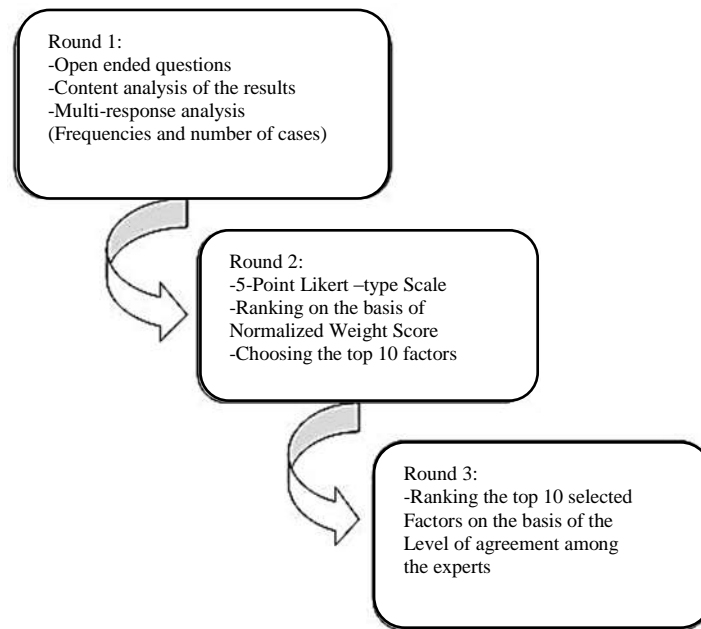 Round 1:
-Open ended questions
-Content analysis of the results
-Multi-response analysis
(Frequencies and number of cases)
Round 2:
-5-Point Likert –type Scale
-Ranking on the basis of
Normalized Weight Score
-Choosing the top 10 factors
Round 3:
-Ranking the top 10 selected
Factors on the basis of the
Level of agreement among
the experts